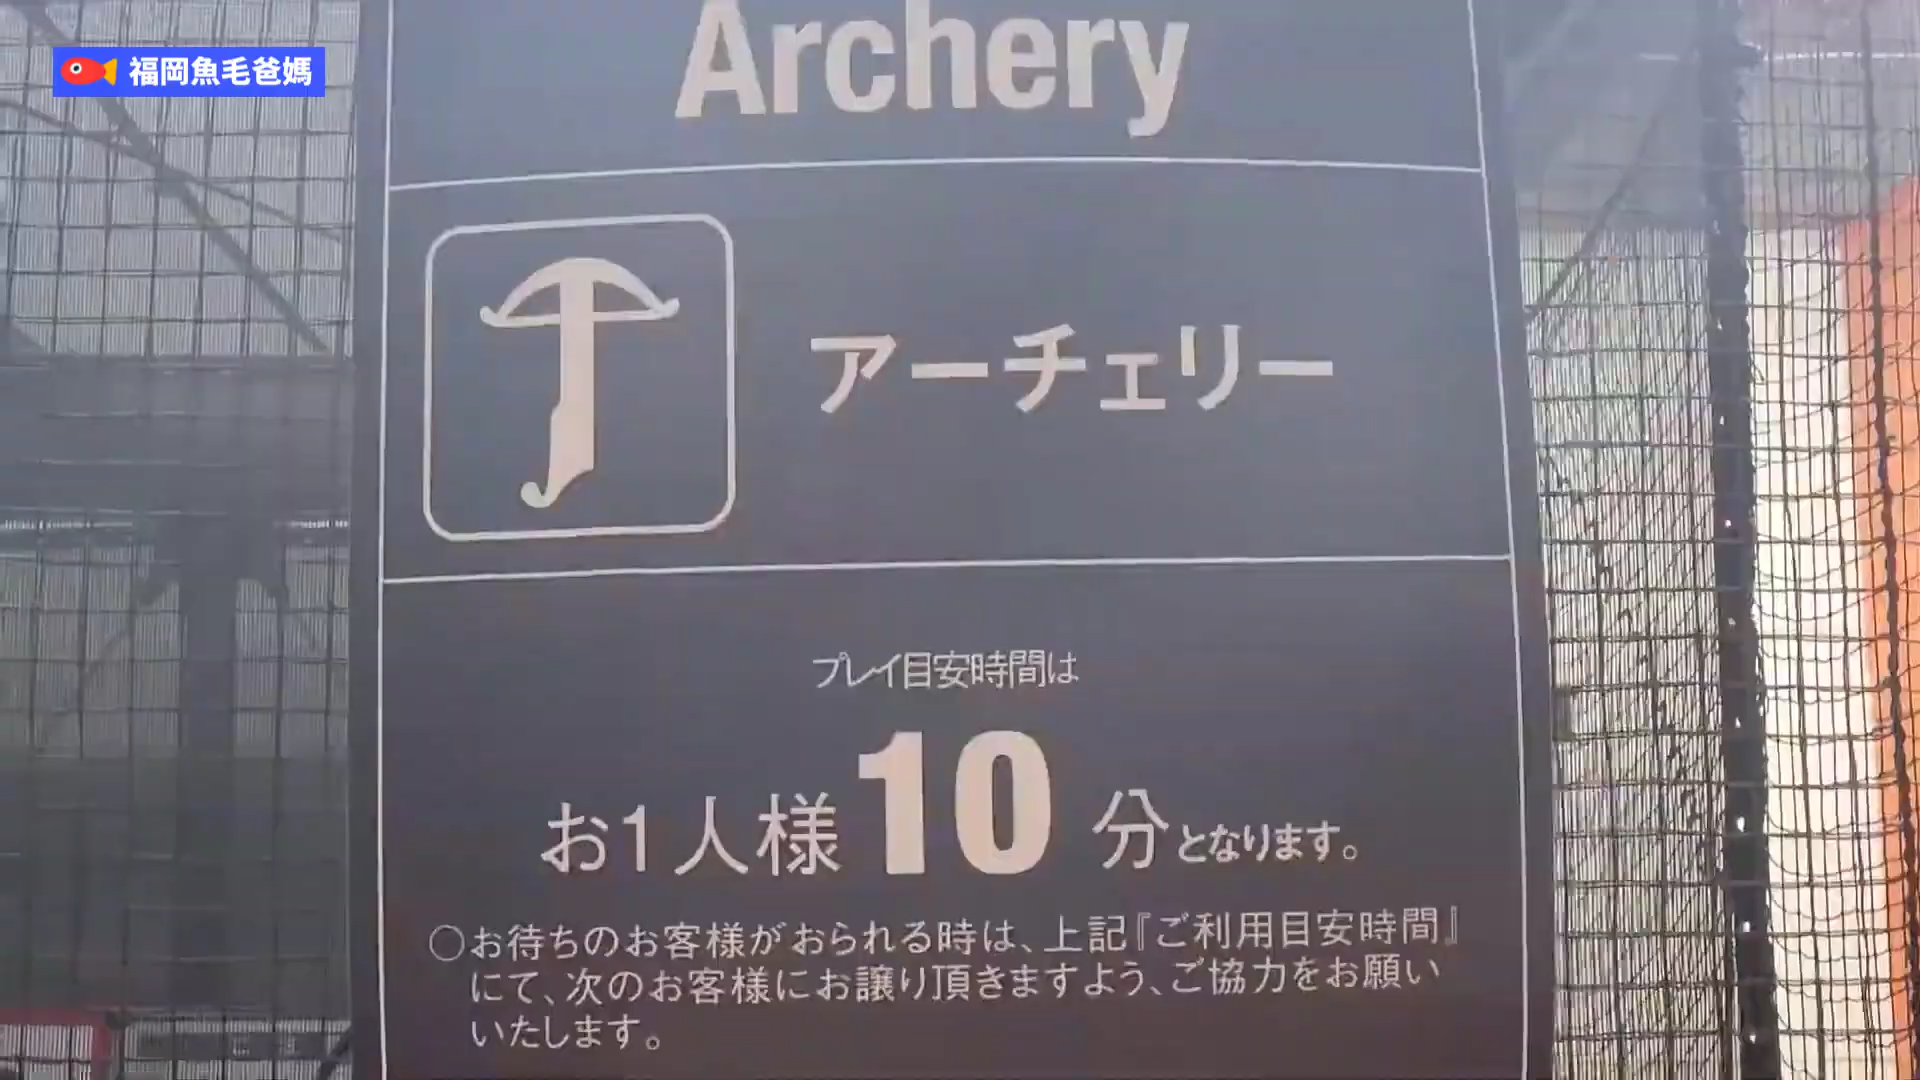 福岡魚毛爸媽
Archery
アーチェリー
プレイ目安時間は
お1人様10分となります。
○お待ちのお客様がおられる時は、上記『ご利用目安時間』
にて、次のお客様にお譲り頂きますよう、ご協力をお願い
いたします。